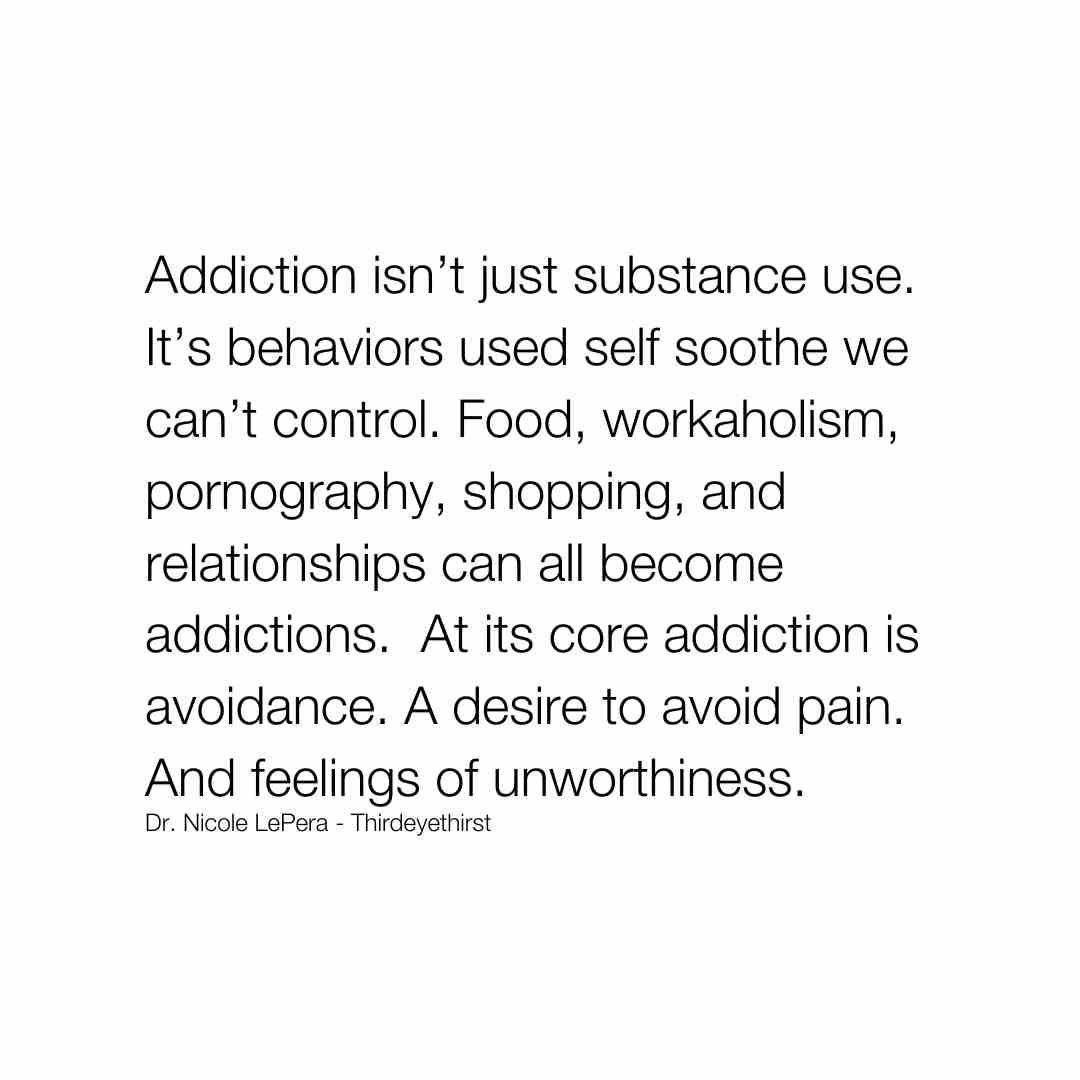 Addiction isn’t just substance use.
It’s behaviors used self soothe we
can’t control. Food, workaholism,
pornography, shopping, and
relationships can all become
addictions.  At its core addiction is
avoidance. A desire to avoid pain.
And feelings of unworthiness.
Dr. Nicole LePera - Thirdeyethirst